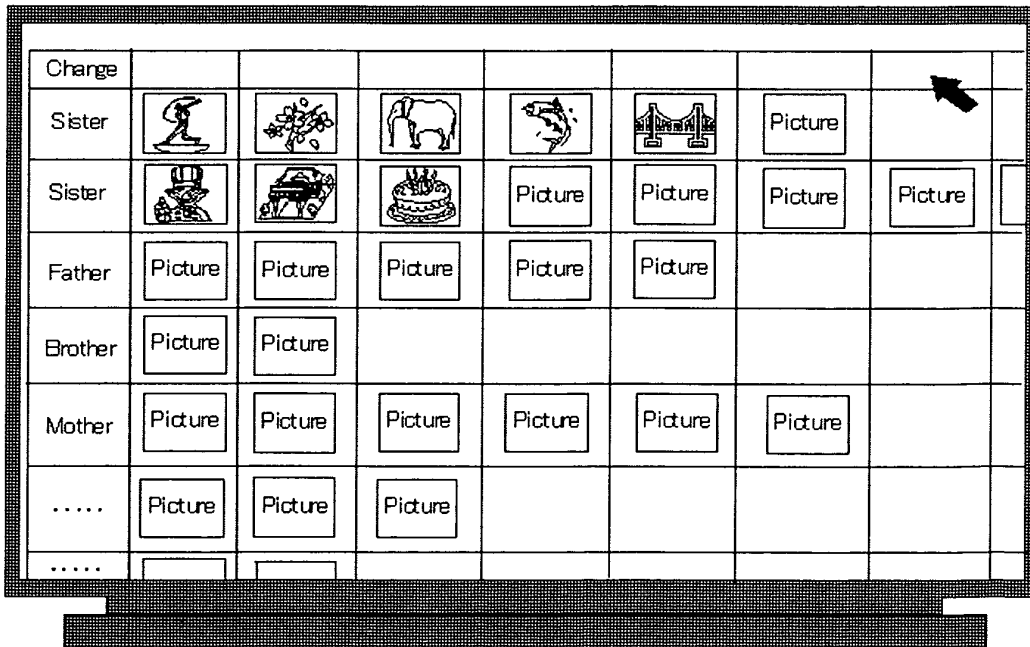 Change
Sister Picture
Sister Picture Picture Picture Picture
Father Picture Picture Picture Picture Picture
Brother Picture Picture
Mother Picture Picture Picture Picture Picture Picture
..... Picture Picture Picture
.....